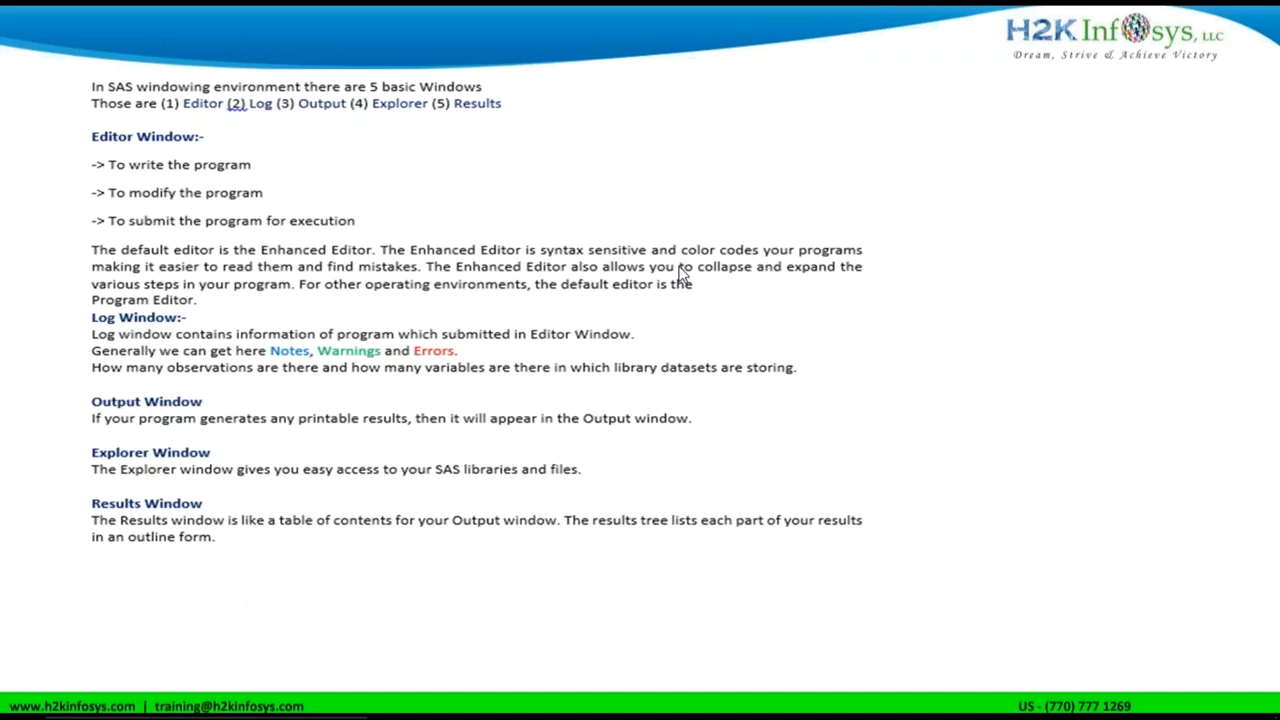 H2K Infosys, LLC
Dream, Strive & Achieve Victory
In SAS windowing environment there are 5 basic Windows
Those are (1) Editor (2) Log (3) Output (4) Explorer (5) Results
Editor Window:-
-> To write the program
-> To modify the program
-> To submit the program for execution
The default editor is the Enhanced Editor. The Enhanced Editor is syntax sensitive and color codes your programs
making it easier to read them and find mistakes. The Enhanced Editor also allows you to collapse and expand the
various steps in your program. For other operating environments, the default editor is the
Program Editor.
Log Window:-
Log window contains information of program which submitted in Editor Window.
Generally we can get here Notes, Warnings and Errors.
How many observations are there and how many variables are there in which library datasets are storing.
Output Window
If your program generates any printable results, then it will appear in the Output window.
Explorer Window
The Explorer window gives you easy access to your SAS libraries and files.
Results Window
The Results window is like a table of contents for your Output window. The results tree lists each part of your results
in an outline form.
www.h2kinfosys.com | training@h2kinfosys.com
US - (770) 777 1269